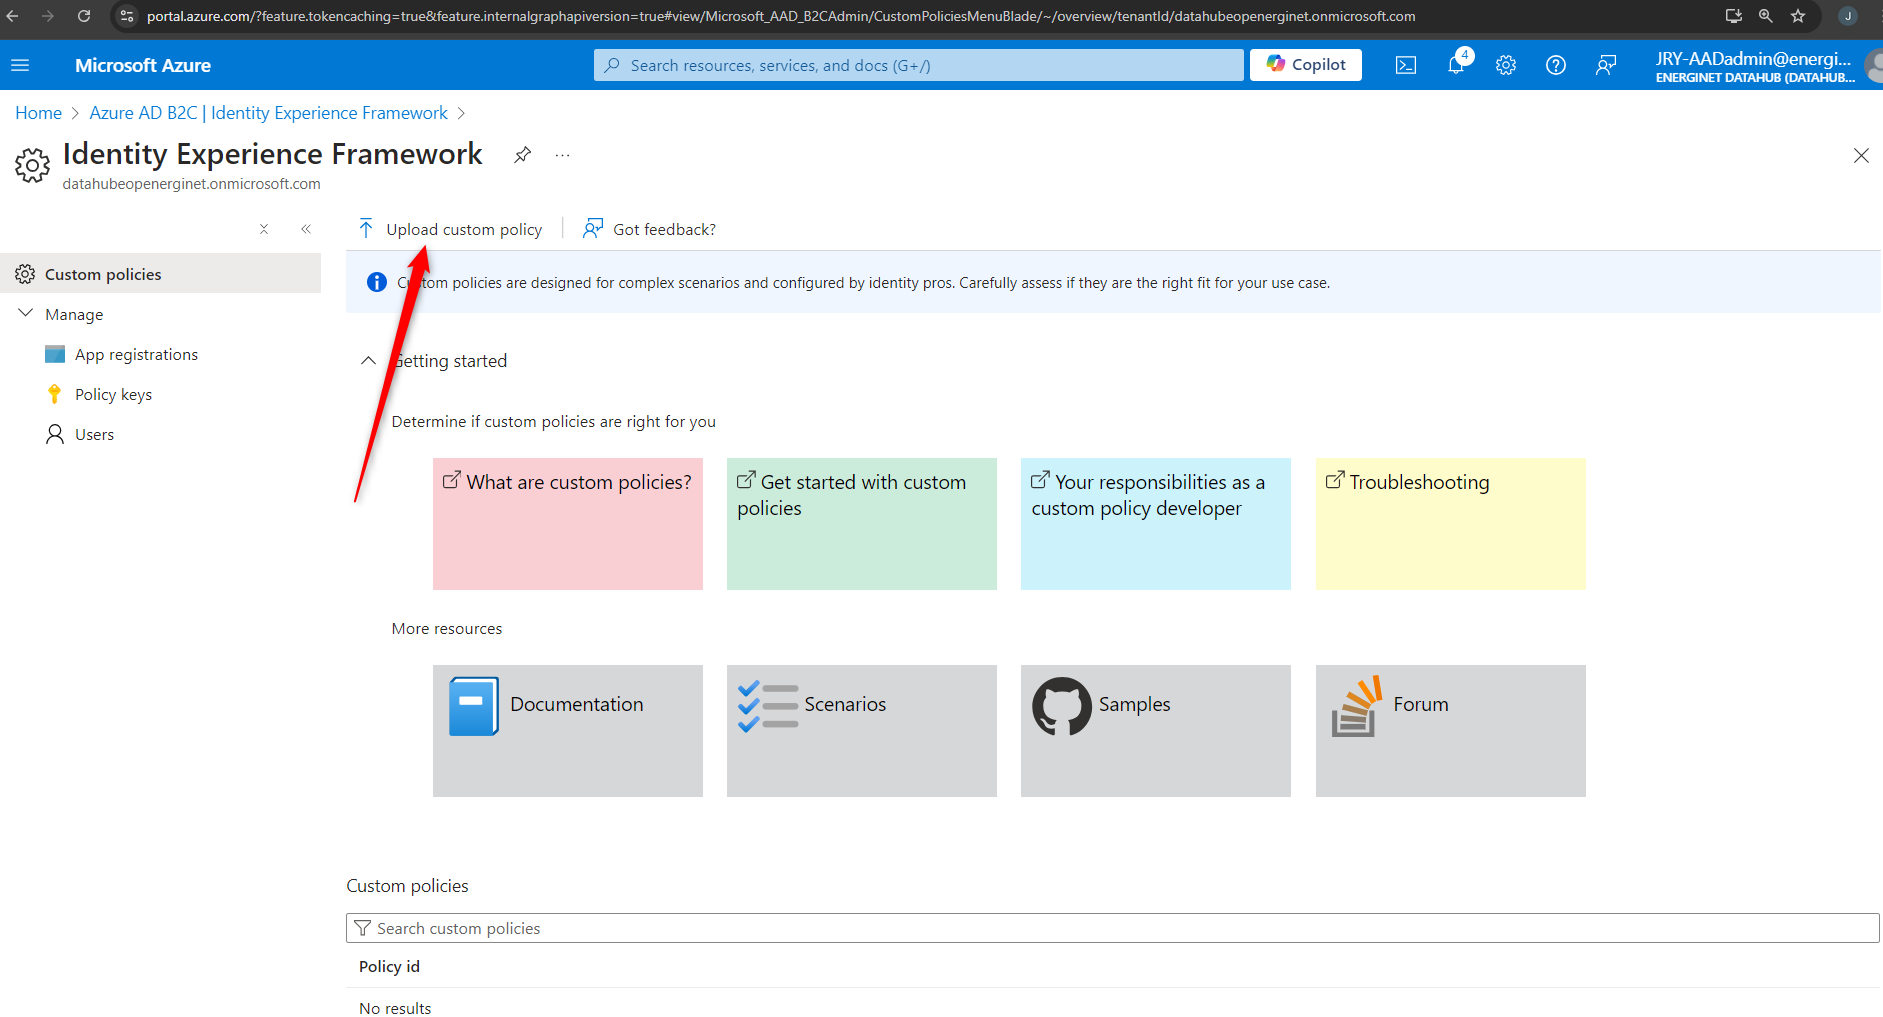 portal.azure.com/?feature.tokencaching=true&feature.internalgraphapiversion=true#view/Microsoft_AAD_B2CAdmin/CustomPoliciesMenuBlade/~/overview/tenantId/datahubeopenerginet.onmicrosoft.com
J
Microsoft Azure
Search resources, services, and docs (G+/)
Copilot
4
JRY-AADadmin@energi...
ENERGINET DATAHUB (DATAHUB...
Home > Azure AD B2C | Identity Experience Framework >
Identity Experience Framework
...
datahubeopenerginet.onmicrosoft.com
Upload custom policy
Got feedback?
Custom policies
Manage
App registrations
Policy keys
Users
Custom policies are designed for complex scenarios and configured by identity pros. Carefully assess if they are the right fit for your use case.
Getting started
Determine if custom policies are right for you
What are custom policies?
Get started with custom
policies
Your responsibilities as a
custom policy developer
Troubleshooting
More resources
Documentation
Scenarios
Samples
Forum
Custom policies
Search custom policies
Policy id
No results